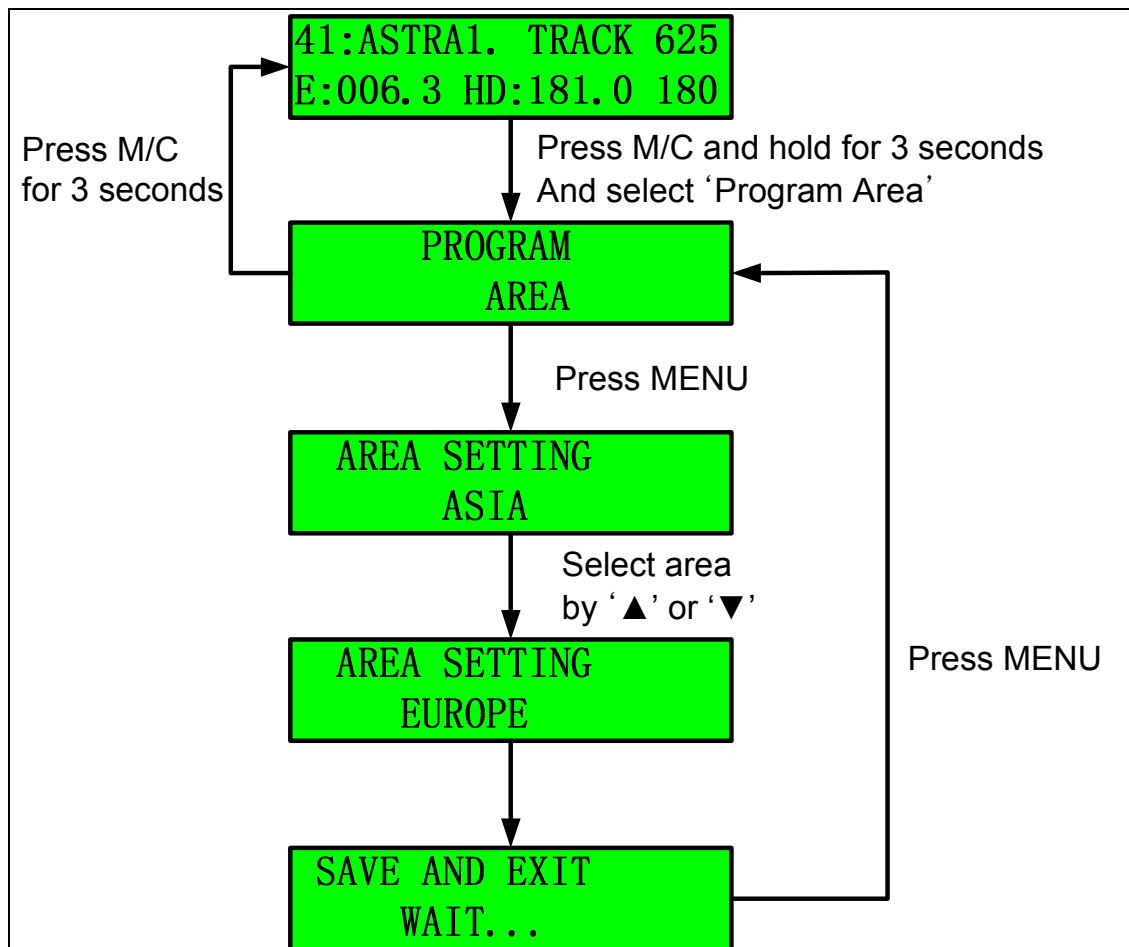 41:ASTRA1. TRACK 625
E:006.3 HD:181.0 180
Press M/C
for 3 seconds
Press M/C and hold for 3 seconds
And select ‘Program Area’
PROGRAM
AREA
Press MENU
AREA SETTING
ASIA
Select area
by ‘▲’ or ‘▼’
AREA SETTING
EUROPE
Press MENU
SAVE AND EXIT
WAIT...